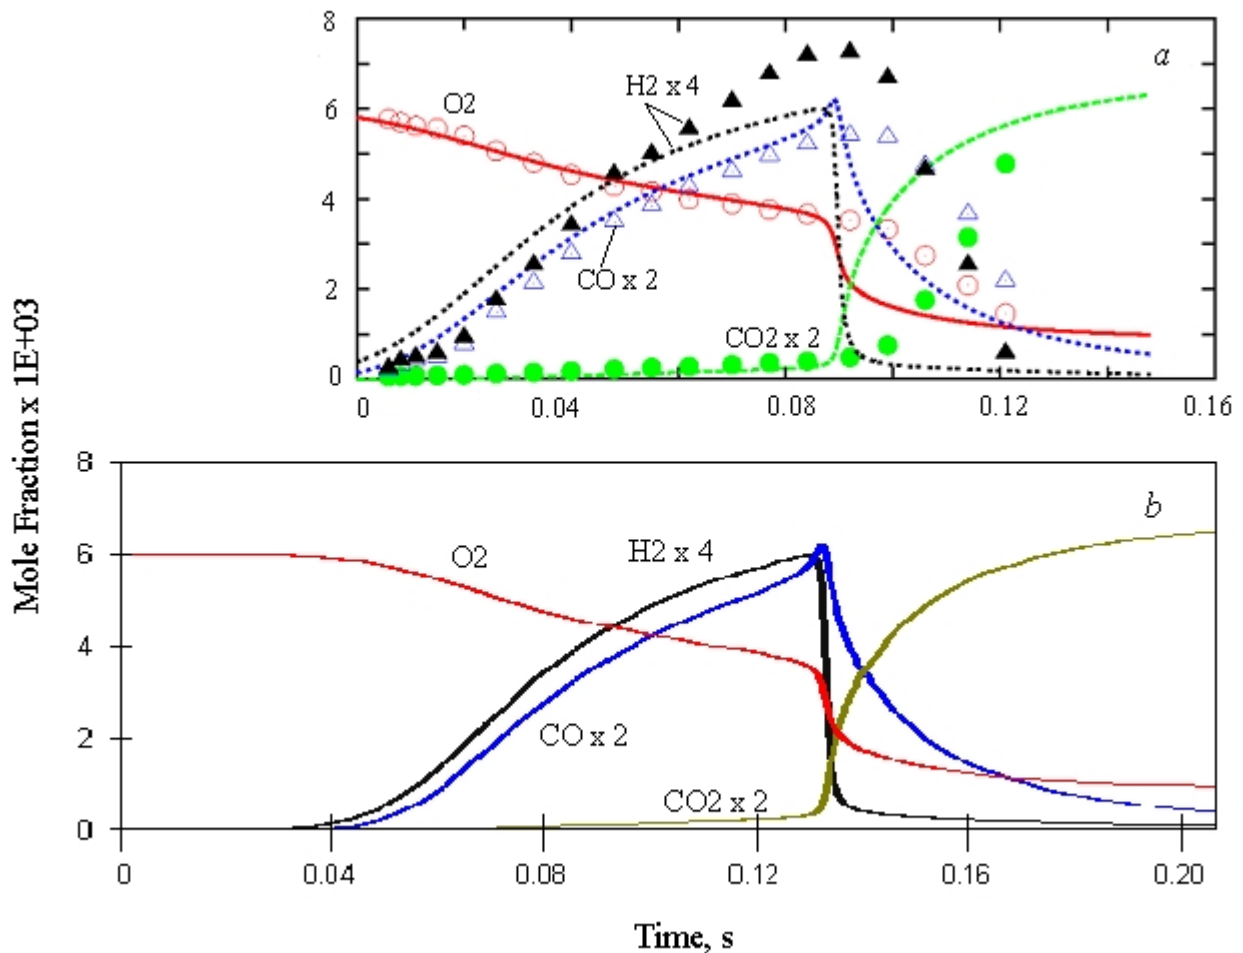 8
a
H2 x 4
O2
6
4
CO x 2
2
CO2 x 2
0
0 0.04 0.08 0.12 0.16
Mole Fraction x 1E+03
8
b
6
O2
H2 x 4
4
CO x 2
2
CO2 x 2
0
0 0.04 0.08 0.12 0.16 0.20
Time, s